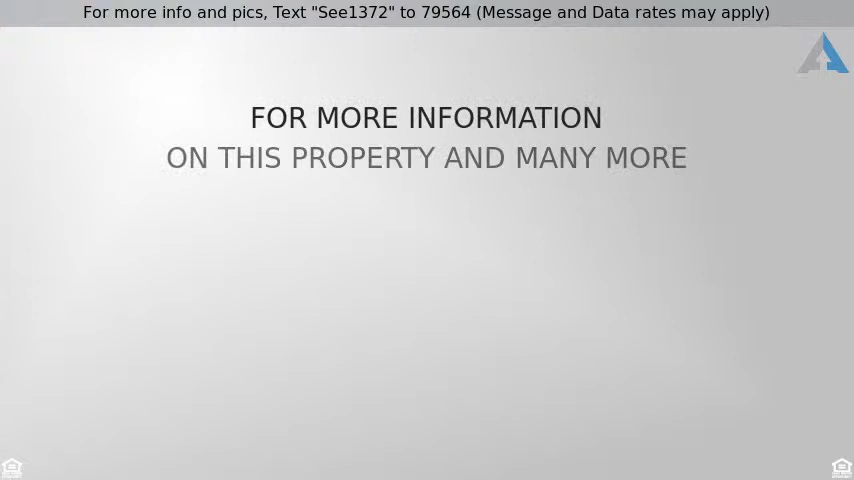 For more info and pics, Text "See1372" to 79564 (Message and Data rates may apply)
FOR MORE INFORMATION
ON THIS PROPERTY AND MANY MORE